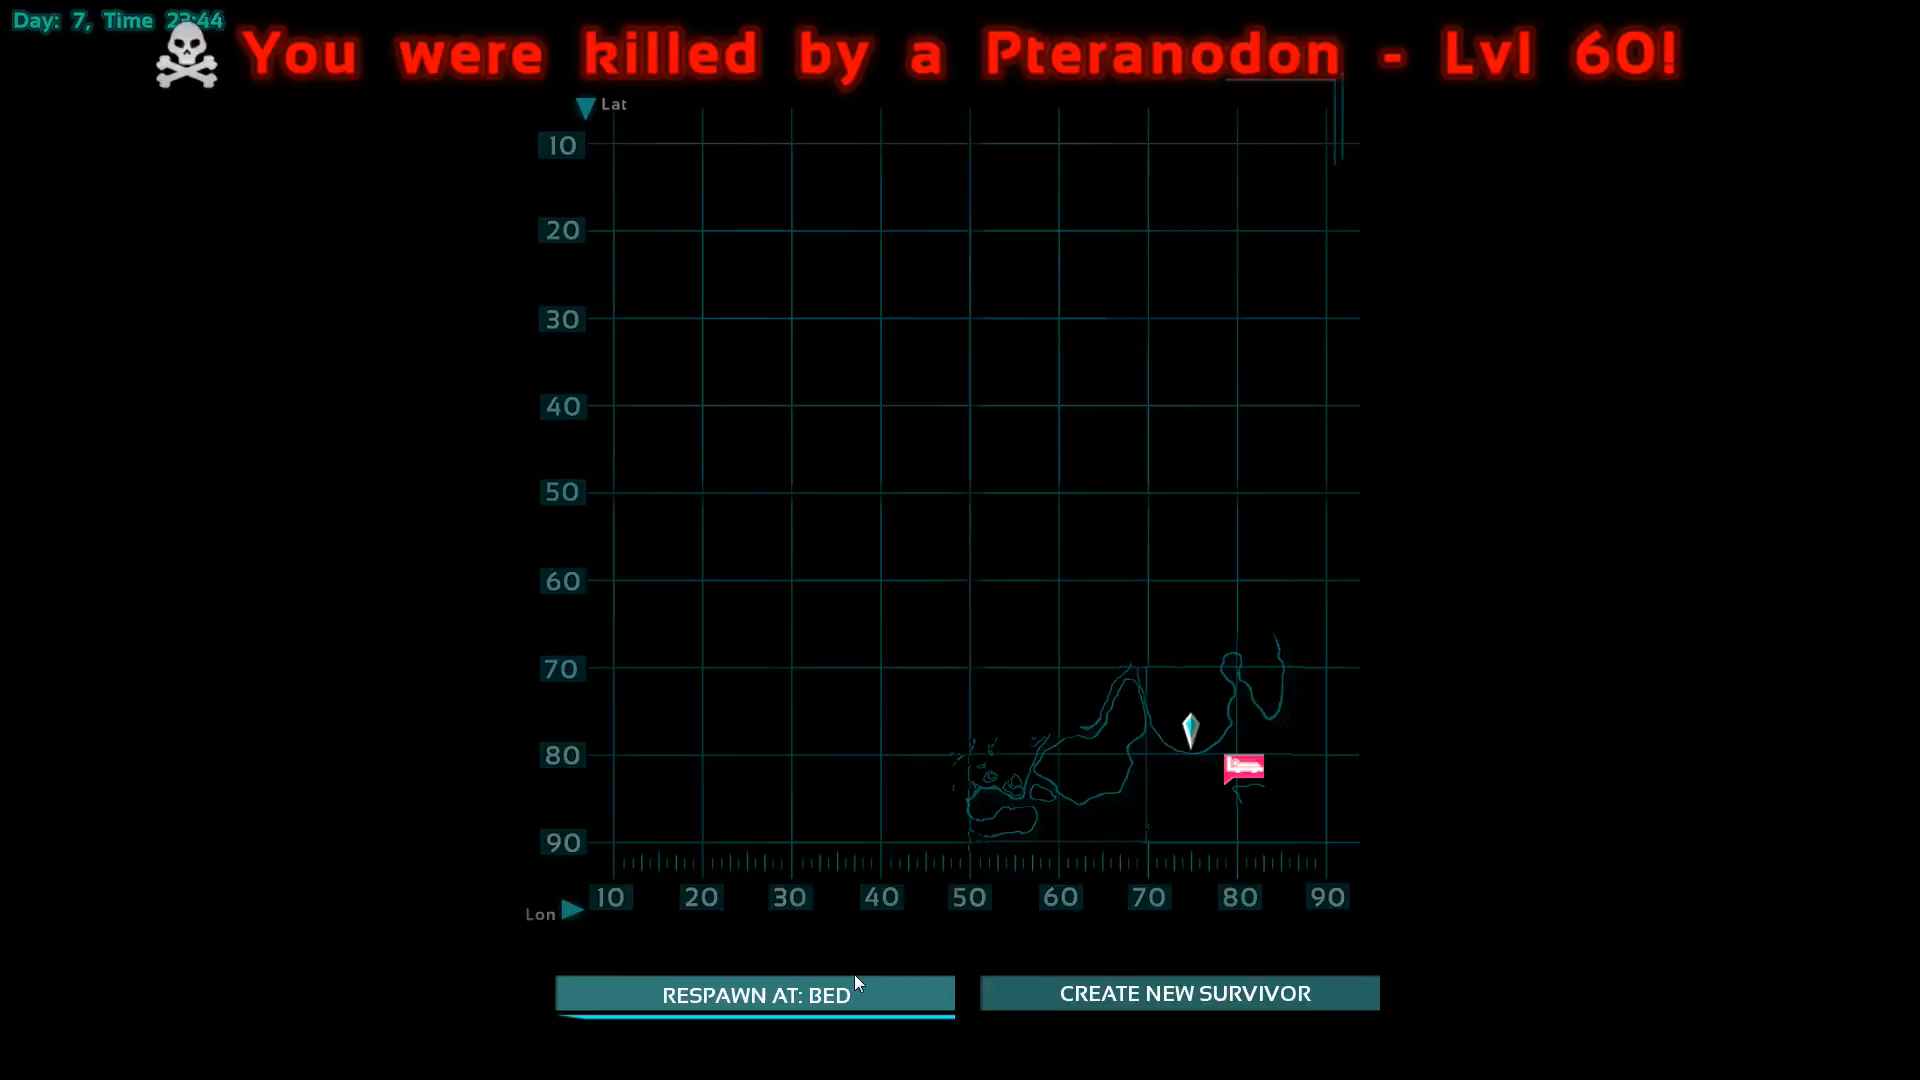 Day: 7, Time 23:44
You were killed by a Pteranodon - Lvl 60!
Lat
10
20
30
40
50
60
70
80
90
10 20 30 40 50 60 70 80 90
Lon
RESPAWN AT: BED
CREATE NEW SURVIVOR